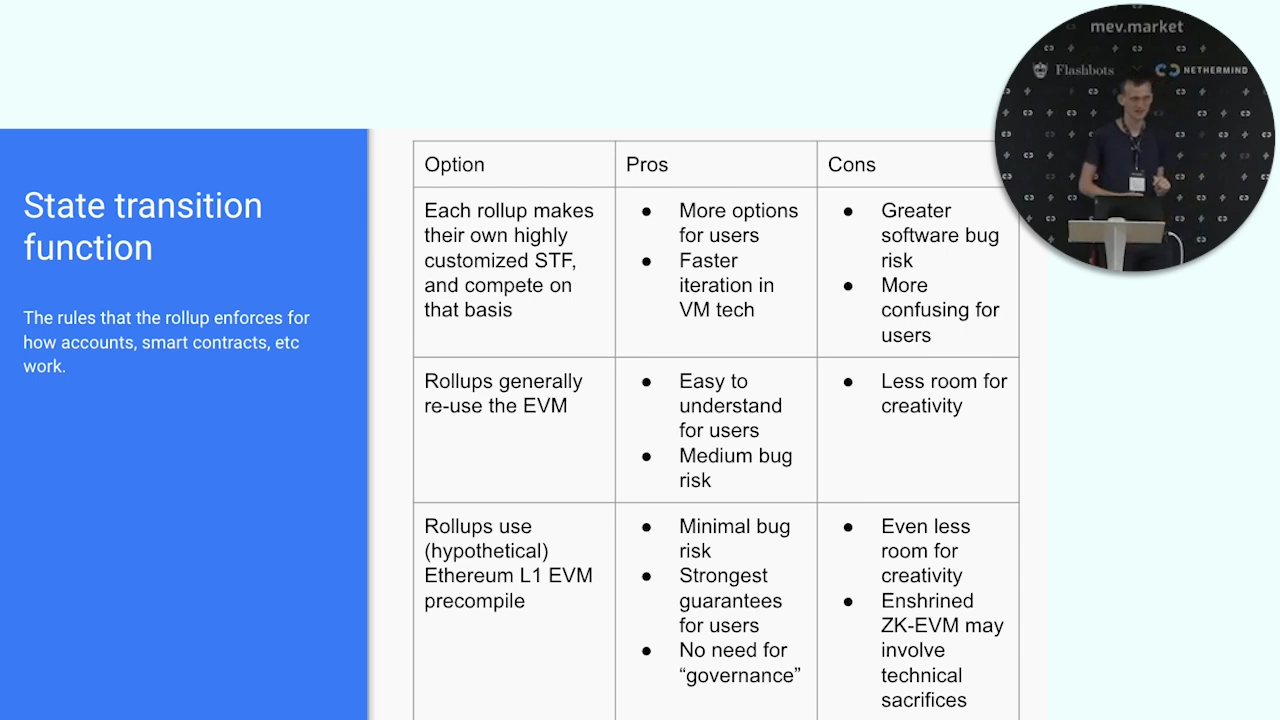 mev.market
Flashbots
NETHERMIND
State transition
function
The rules that the rollup enforces for
how accounts, smart contracts, etc
work.
Option
Pros
Cons
Each rollup makes
their own highly
customized STF,
and compete on
that basis
● More options
for users
● Faster
iteration in
VM tech
● Greater
software bug
risk
● More
confusing for
users
Rollups generally
re-use the EVM
● Easy to
understand
for users
● Medium bug
risk
● Less room for
creativity
Rollups use
(hypothetical)
Ethereum L1 EVM
precompile
● Minimal bug
risk
● Strongest
guarantees
for users
● No need for
“governance”
● Even less
room for
creativity
● Enshrined
ZK-EVM may
involve
technical
sacrifices